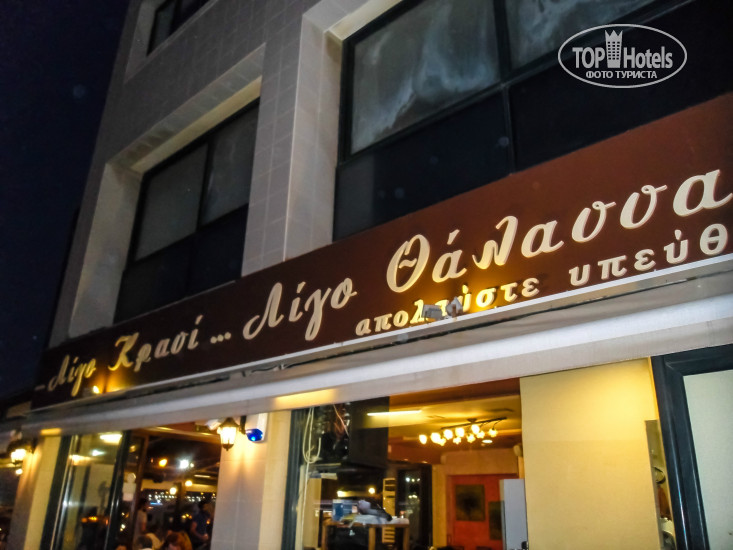 TOP Hotels
ФОТО ТУРИСТА
...Λίγο Κρασί ... Λίγο Θάλασσα
απολαύστε υπεύθ